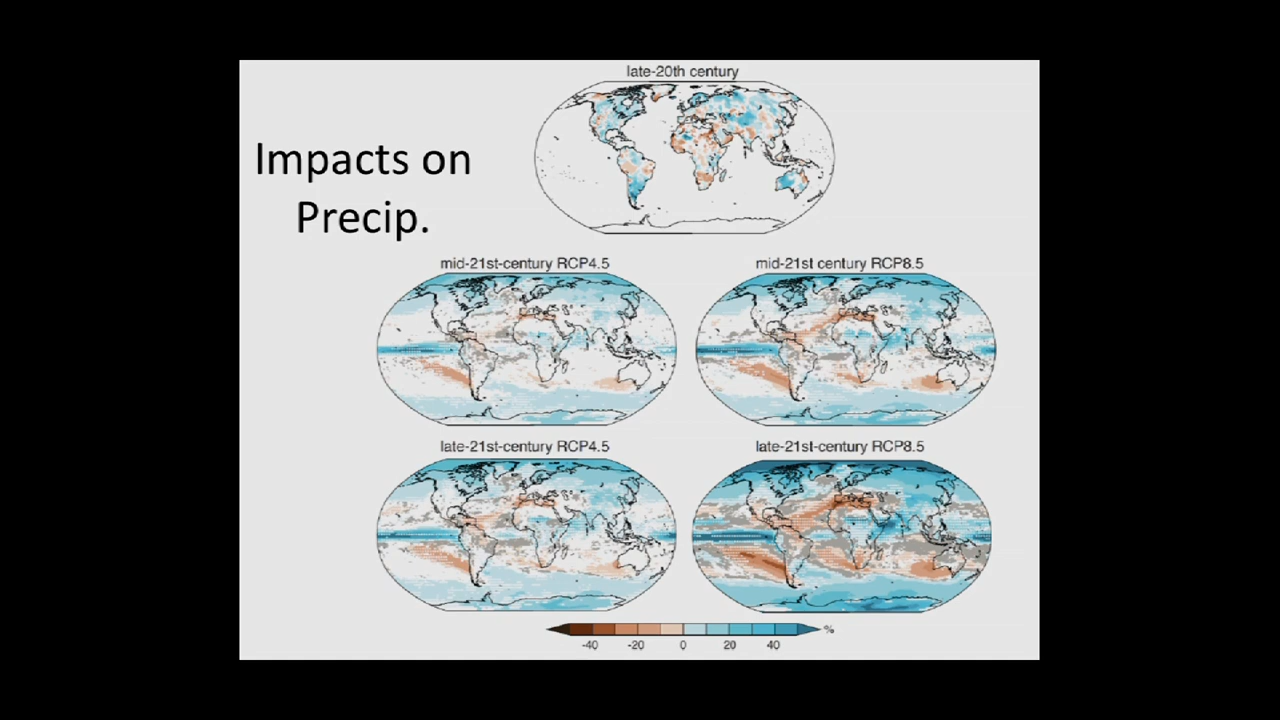 late-20th century
Impacts on
Precip.
mid-21st-century RCP4.5
mid-21st century RCP8.5
late-21st-century RCP4.5
late-21st-century RCP8.5
%
-40 -20 0 20 40